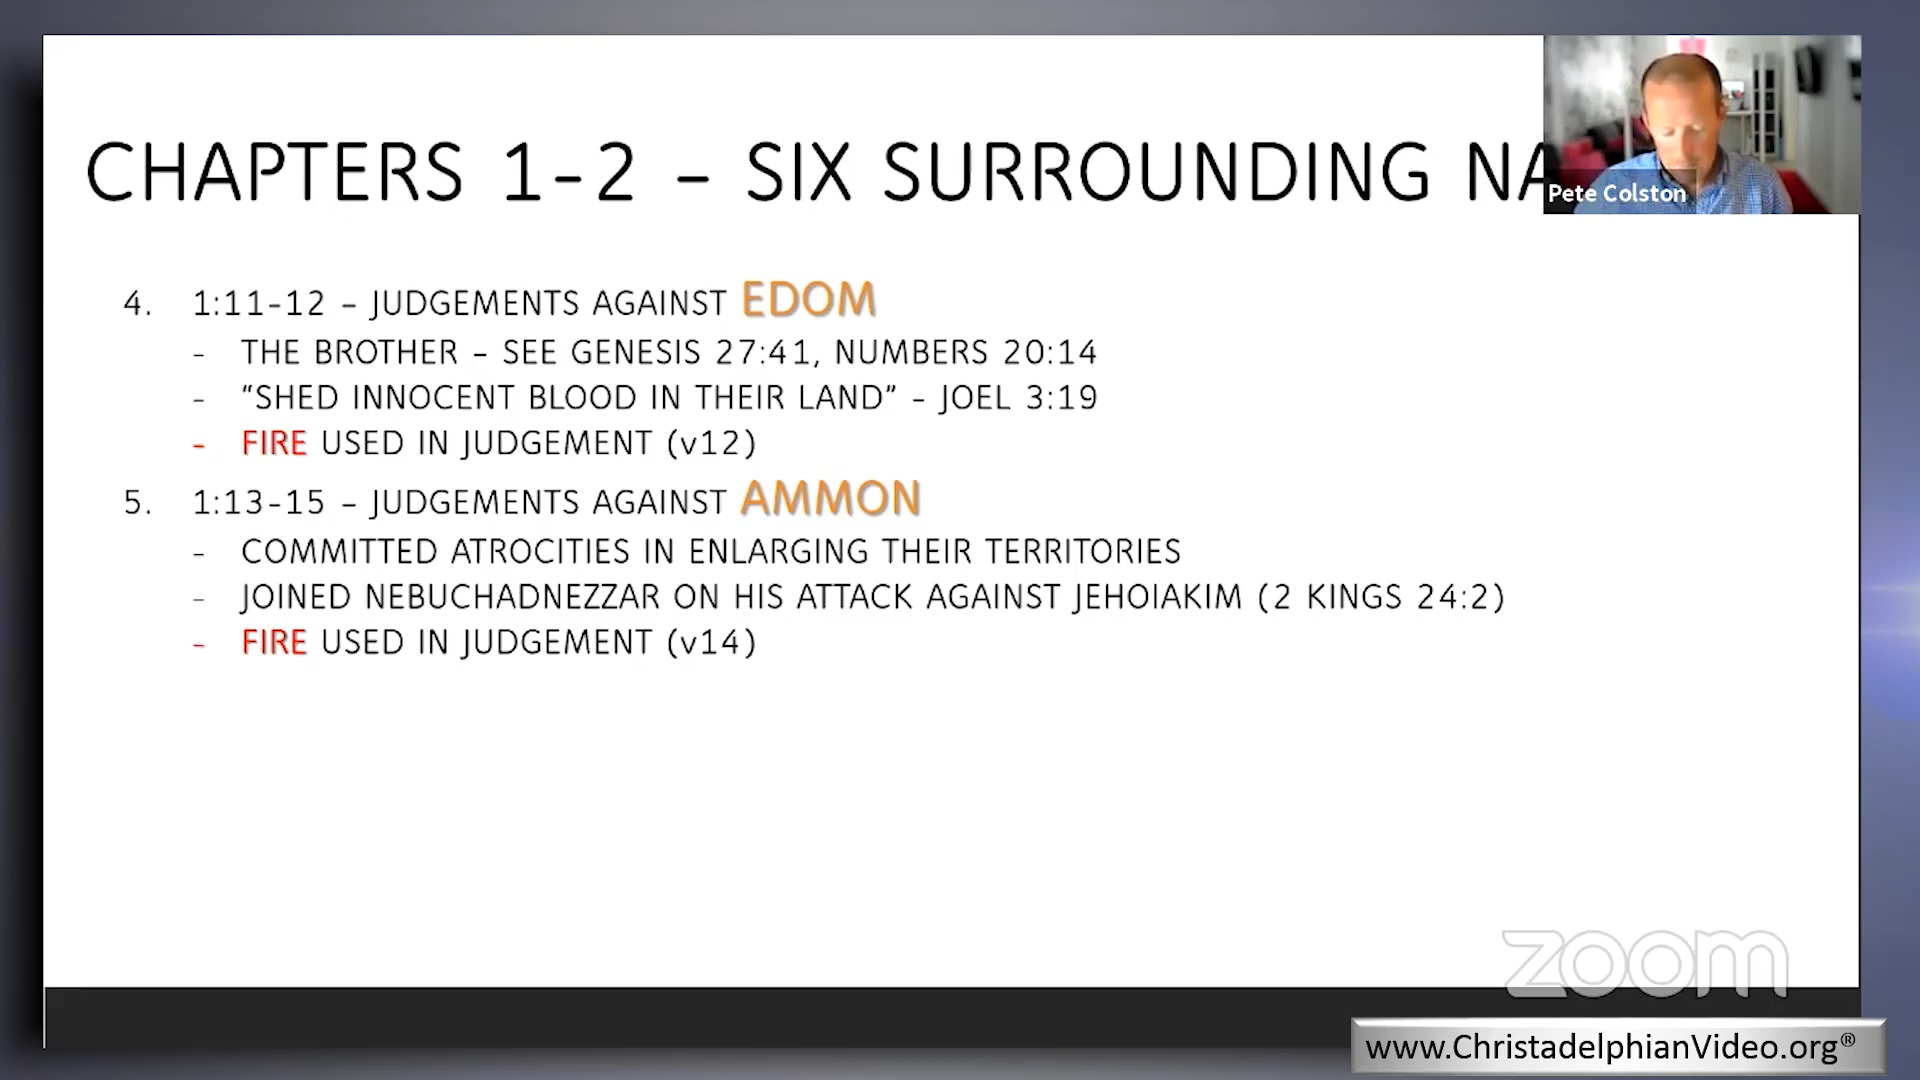 CHAPTERS 1-2 – SIX SURROUNDING NA
Pete Colston
4. 1:11-12 – JUDGEMENTS AGAINST EDOM
- THE BROTHER – SEE GENESIS 27:41, NUMBERS 20:14
- “SHED INNOCENT BLOOD IN THEIR LAND” - JOEL 3:19
- FIRE USED IN JUDGEMENT (v12)
5. 1:13-15 – JUDGEMENTS AGAINST AMMON
- COMMITTED ATROCITIES IN ENLARGING THEIR TERRITORIES
- JOINED NEBUCHADNEZZAR ON HIS ATTACK AGAINST JEHOIAKIM (2 KINGS 24:2)
- FIRE USED IN JUDGEMENT (v14)
zoom
www.ChristadelphianVideo.org®